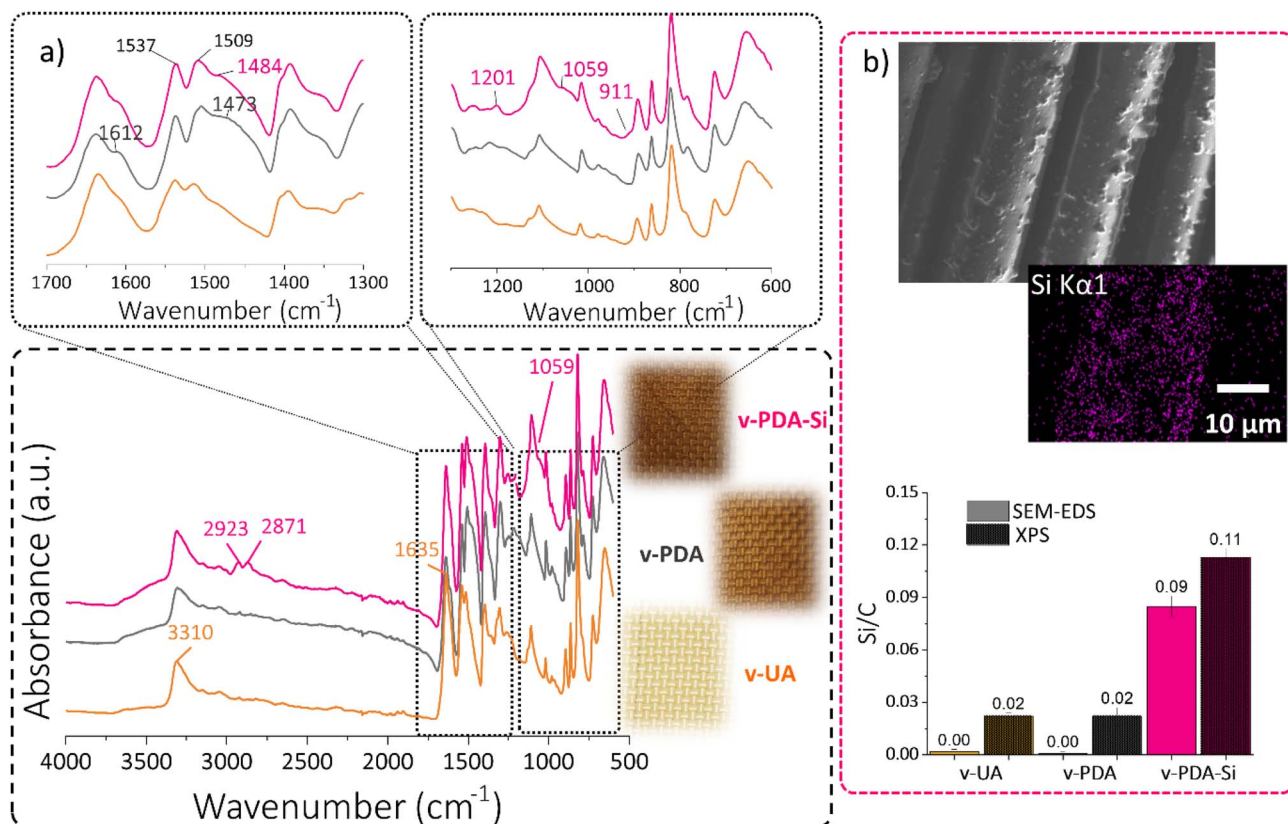 a)
1537
1509
1484
1473
1612
1700 1600 1500 1400 1300
Wavenumber (cm-1)
1201
1059
911
1200 1000 800 600
Wavenumber (cm-1)
Absorbance (a.u.)
2923
2871
3310
1635
1059
v-PDA-Si
v-PDA
v-UA
4000 3500 3000 2500 2000 1500 1000 500
Wavenumber (cm-1)
b)
Si Kα1
10 µm
Si/C
0.15
0.12
0.09
0.06
0.03
0.00
SEM-EDS
XPS
0.00
0.02
0.00
0.02
0.09
0.11
v-UA v-PDA v-PDA-Si